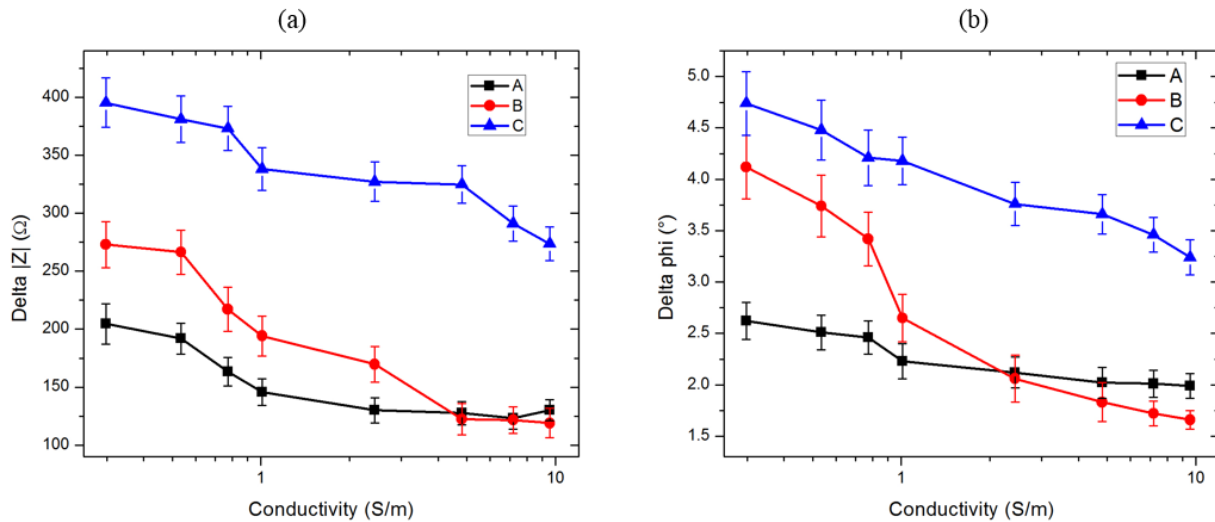 (a)
Delta |Z| (Ω)
400
350
300
250
200
150
100
1
10
Conductivity (S/m)
A
B
C
(b)
Delta phi (°)
5.0
4.5
4.0
3.5
3.0
2.5
2.0
1.5
1
10
Conductivity (S/m)
A
B
C